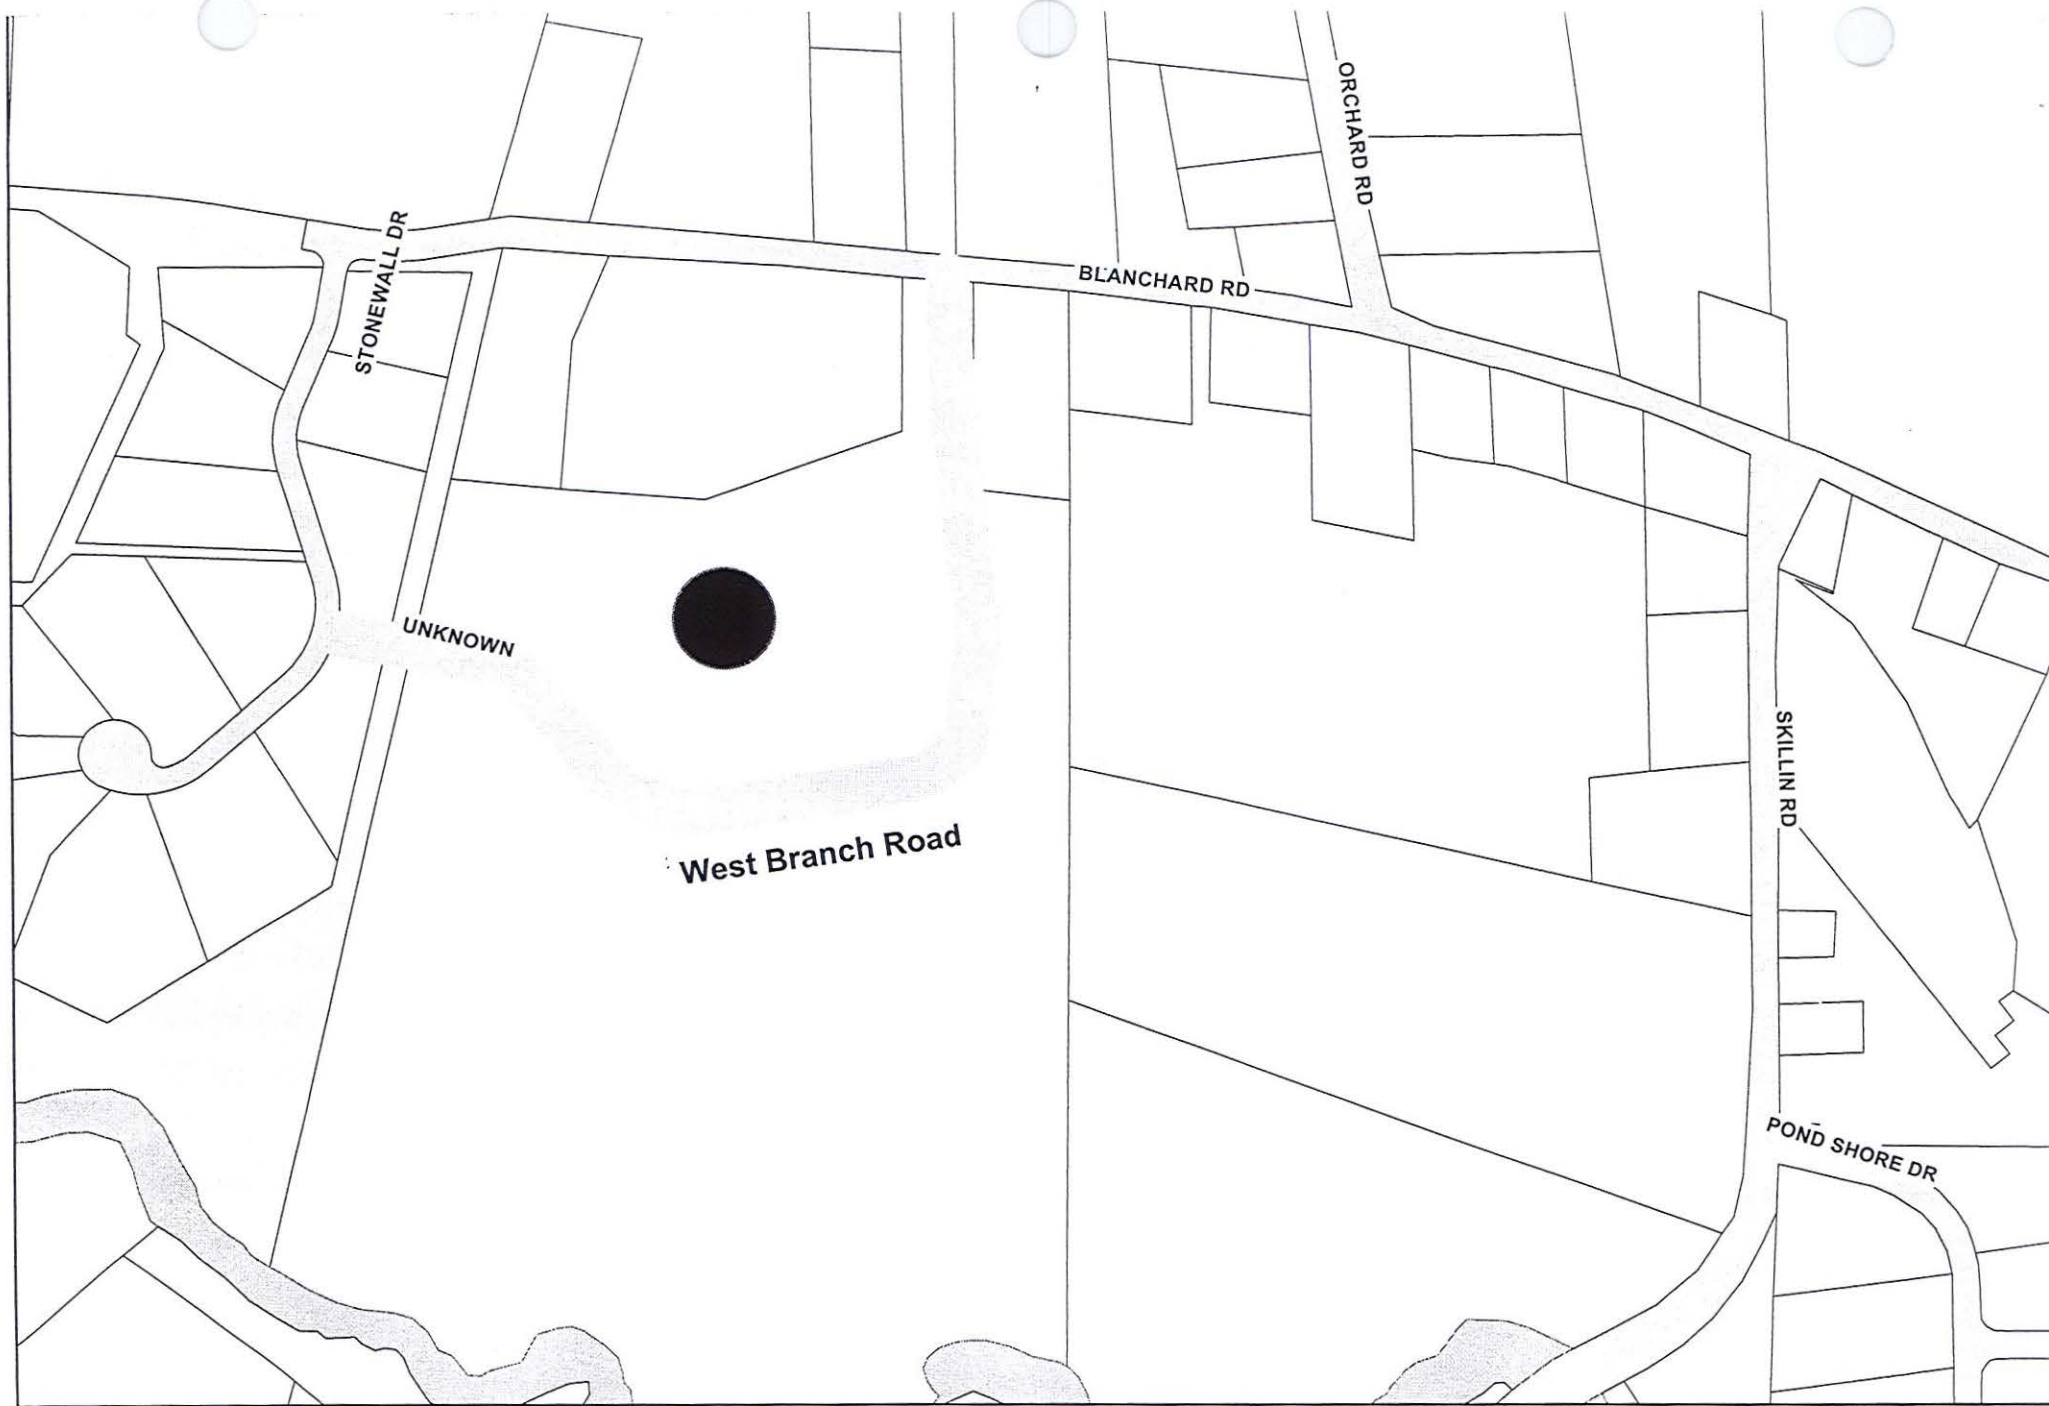 ORCHARD RD
STONEWALL DR
BLANCHARD RD
UNKNOWN
SKILLIN RD
West Branch Road
POND SHORE DR